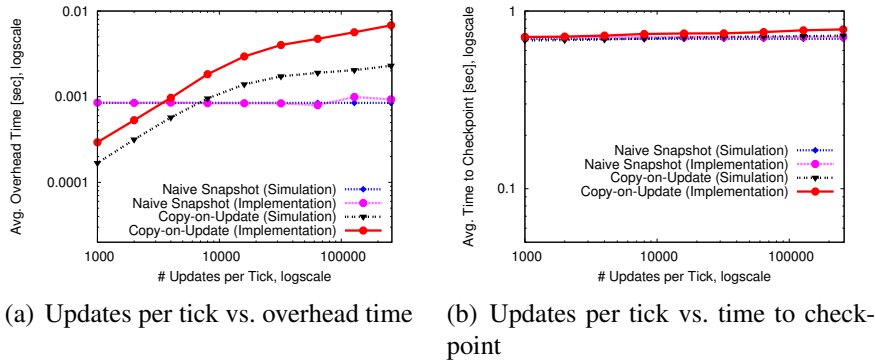 0.01
0.001
0.0001
Avg. Overhead Time [sec], logscale
Naive Snapshot (Simulation)
Naive Snapshot (Implementation)
Copy-on-Update (Simulation)
Copy-on-Update (Implementation)
1000 10000 100000
# Updates per Tick, logscale
(a) Updates per tick vs. overhead time
1
0.1
Avg. Time to Checkpoint [sec], logscale
Naive Snapshot (Simulation)
Naive Snapshot (Implementation)
Copy-on-Update (Simulation)
Copy-on-Update (Implementation)
1000 10000 100000
# Updates per Tick, logscale
(b) Updates per tick vs. time to check-
point